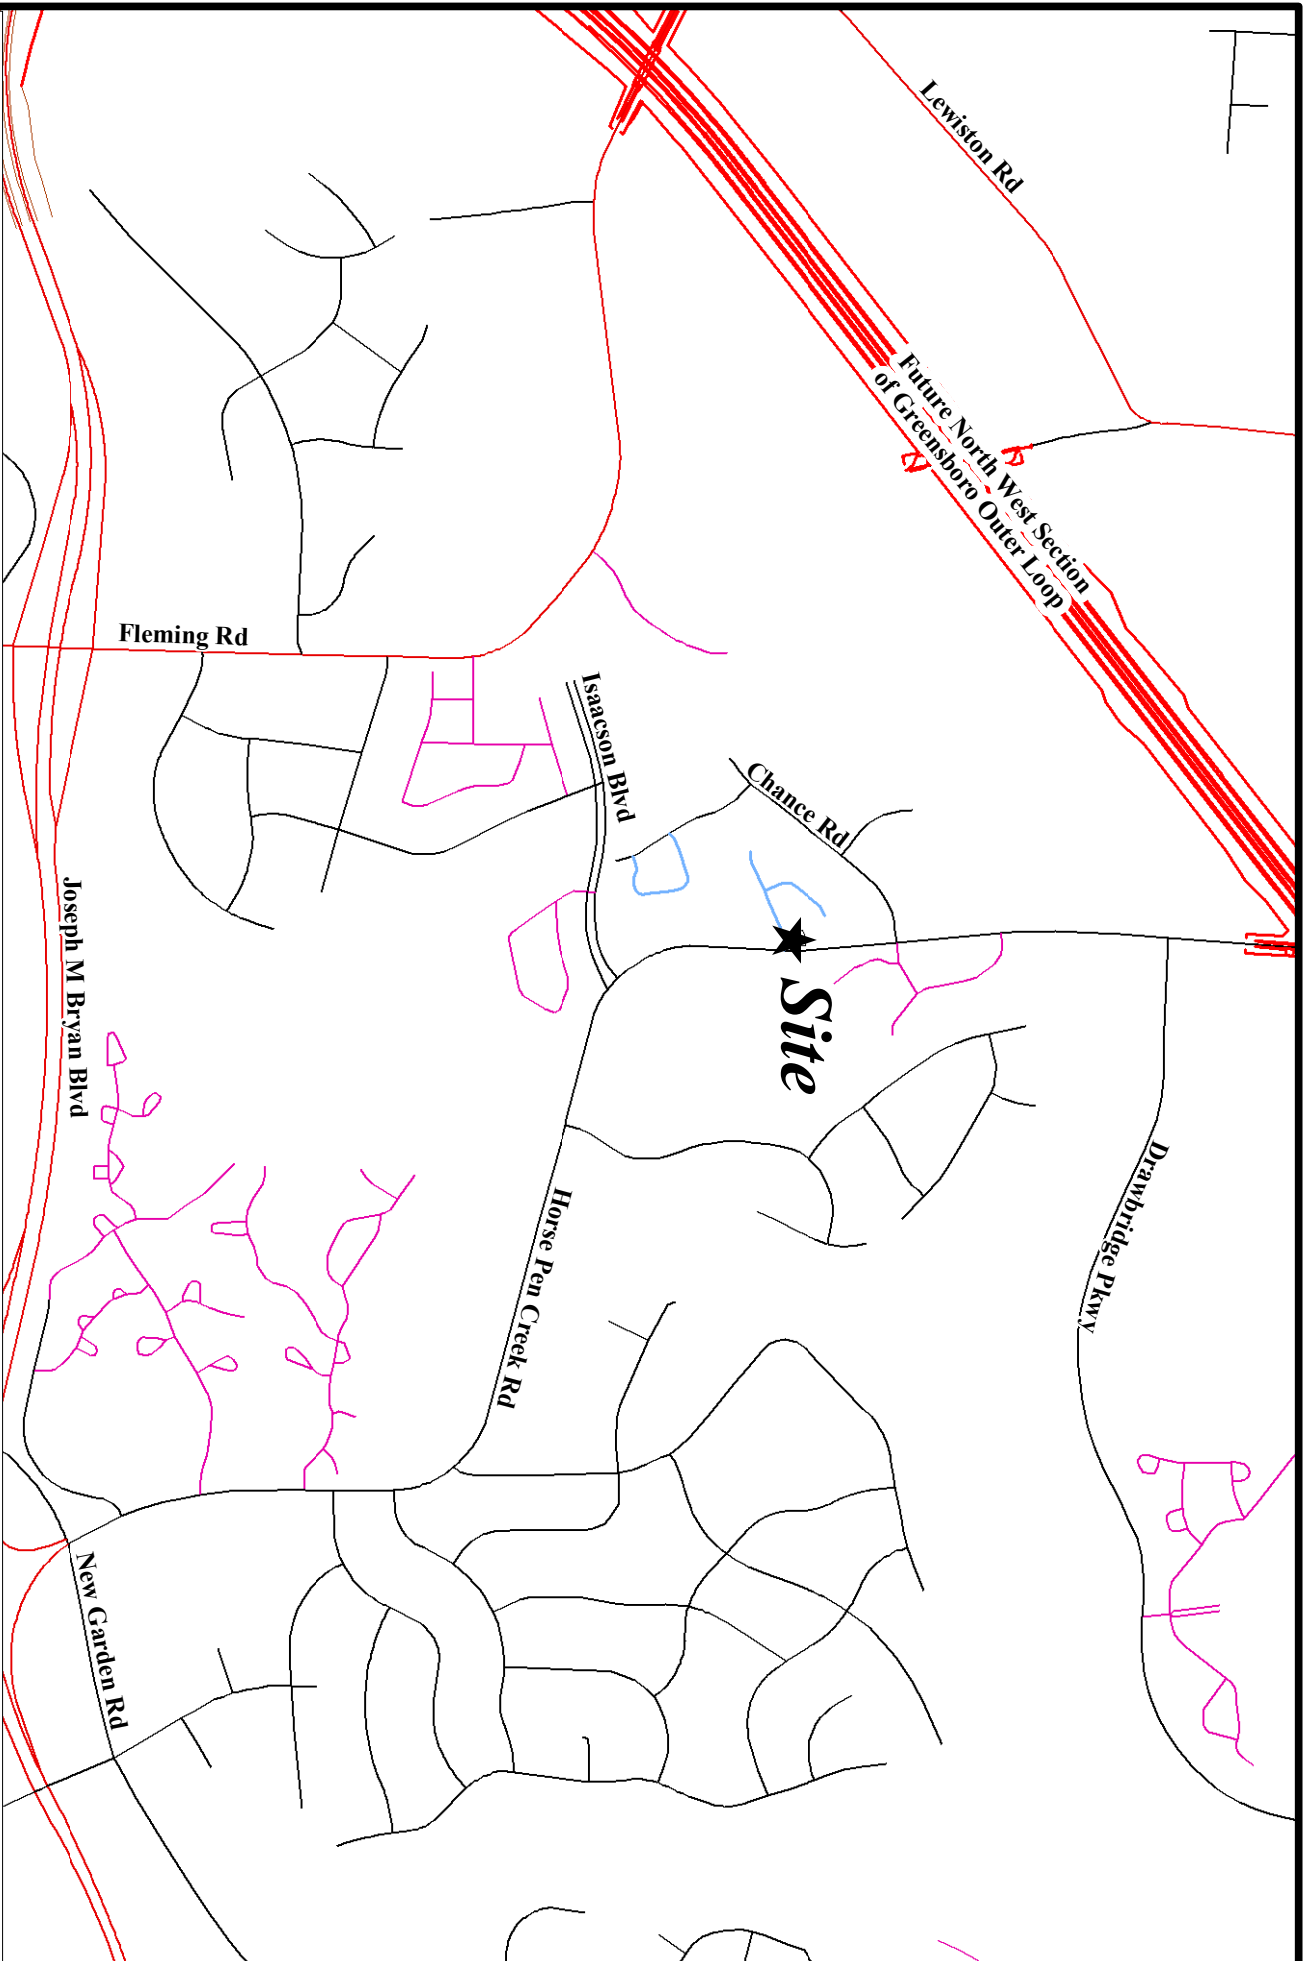 Lewiston Rd
Future North West Section
of Greensboro Outer Loop
Fleming Rd
Isaacson Blvd
Chance Rd
Site
Joseph M Bryan Blvd
Drawbridge Pkwy
Horse Pen Creek Rd
New Garden Rd